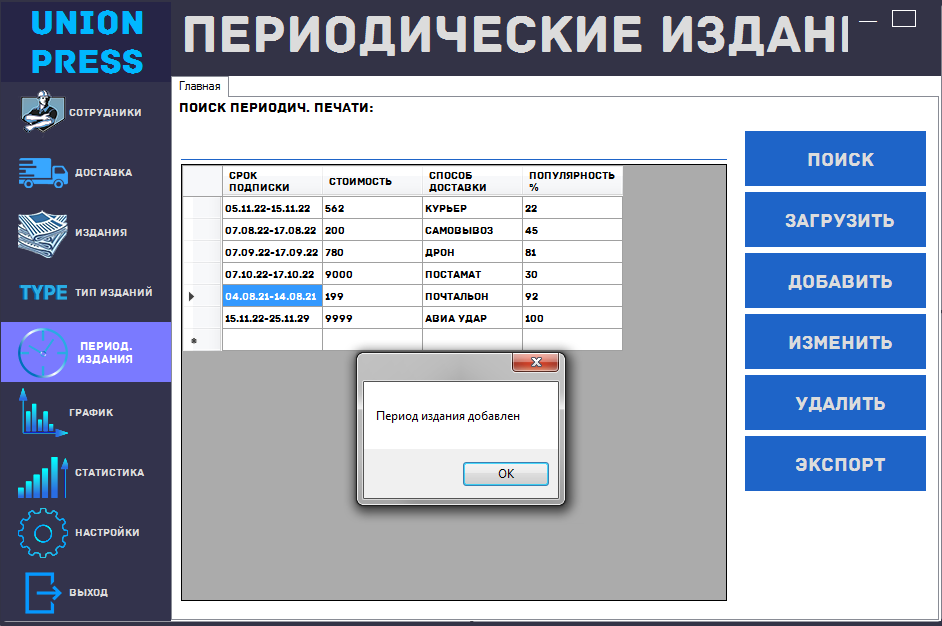 UNION
PRESS
ПЕРИОДИЧЕСКИЕ ИЗДАНИ
СОТРУДНИКИ
ДОСТАВКА
ИЗДАНИЯ
TYPE ТИП ИЗДАНИЙ
ПЕРИОД.
ИЗДАНИЯ
ГРАФИК
СТАТИСТИКА
НАСТРОЙКИ
ВЫХОД
Главная
ПОИСК ПЕРИОДИЧ. ПЕЧАТИ:
СРОК ПОДПИСКИ СТОИМОСТЬ СПОСОБ ДОСТАВКИ ПОПУЛЯРНОСТЬ %
05.11.22-15.11.22 562 КУРЬЕР 22
07.08.22-17.08.22 200 САМОВЫВОЗ 45
07.09.22-17.09.22 780 ДРОН 81
07.10.22-17.10.22 9000 ПОСТАМАТ 30
04.08.21-14.08.21 199 ПОЧТАЛЬОН 92
15.11.22-25.11.29 9999 АВИА УДАР 100
Период издания добавлен
OK
ПОИСК
ЗАГРУЗИТЬ
ДОБАВИТЬ
ИЗМЕНИТЬ
УДАЛИТЬ
ЭКСПОРТ